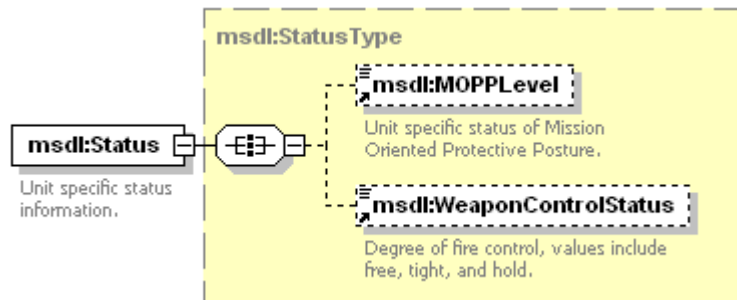 msdl:StatusType
msdl:MOPPLevel
Unit specific status of Mission
Oriented Protective Posture.
msdl:Status
Unit specific status
information.
msdl:WeaponControlStatus
Degree of fire control, values include
free, tight, and hold.